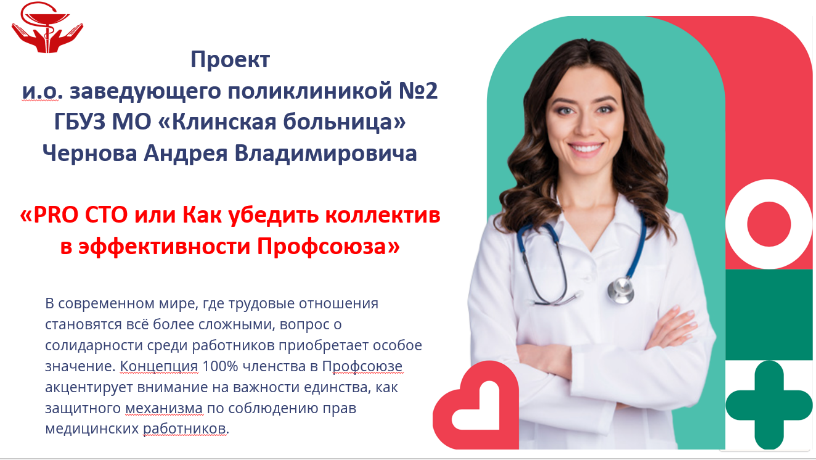 Проект
и.о. заведующего поликлиникой №2
ГБУЗ МО «Клинская больница»
Чернова Андрея Владимировича
«PRO СТО или Как убедить коллектив
в эффективности Профсоюза»
В современном мире, где трудовые отношения
становятся всё более сложными, вопрос о
солидарности среди работников приобретает особое
значение. Концепция 100% членства в Профсоюзе
акцентирует внимание на важности единства, как
защитного механизма по соблюдению прав
медицинских работников.